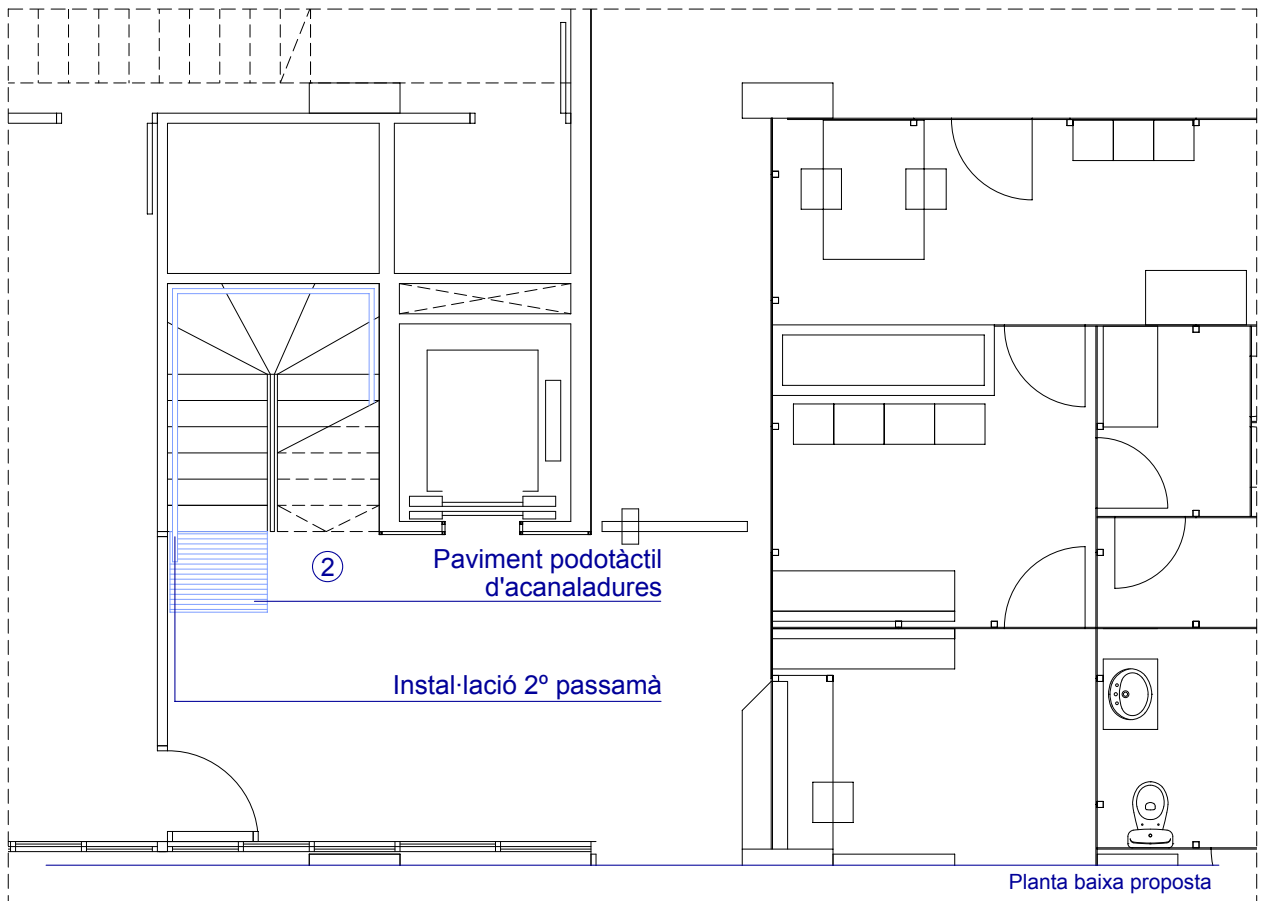 2
Paviment podotàctil
d'acanaladures
Instal·lació 2º passamà
Planta baixa proposta